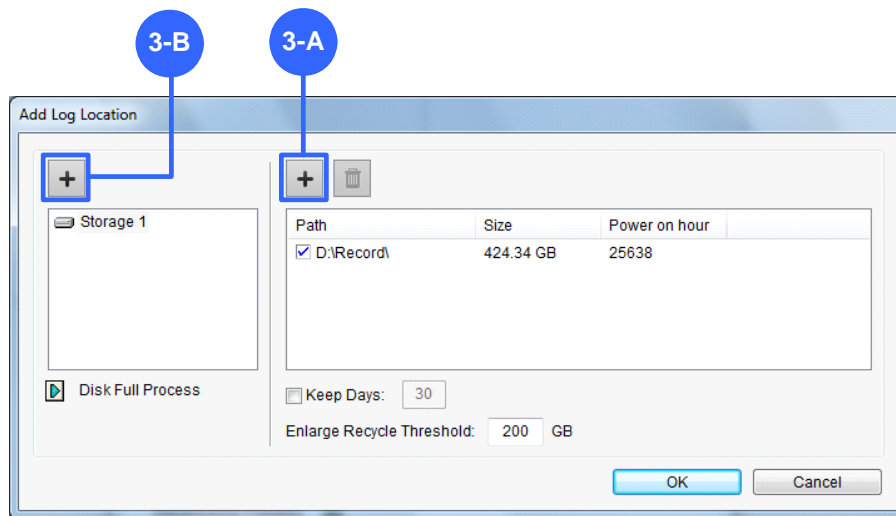 3-B
3-A
Add Log Location
Storage 1
Path Size Power on hour
D:\Record\ 424.34 GB 25638
Disk Full Process
Keep Days: 30
Enlarge Recycle Threshold: 200 GB
OK Cancel